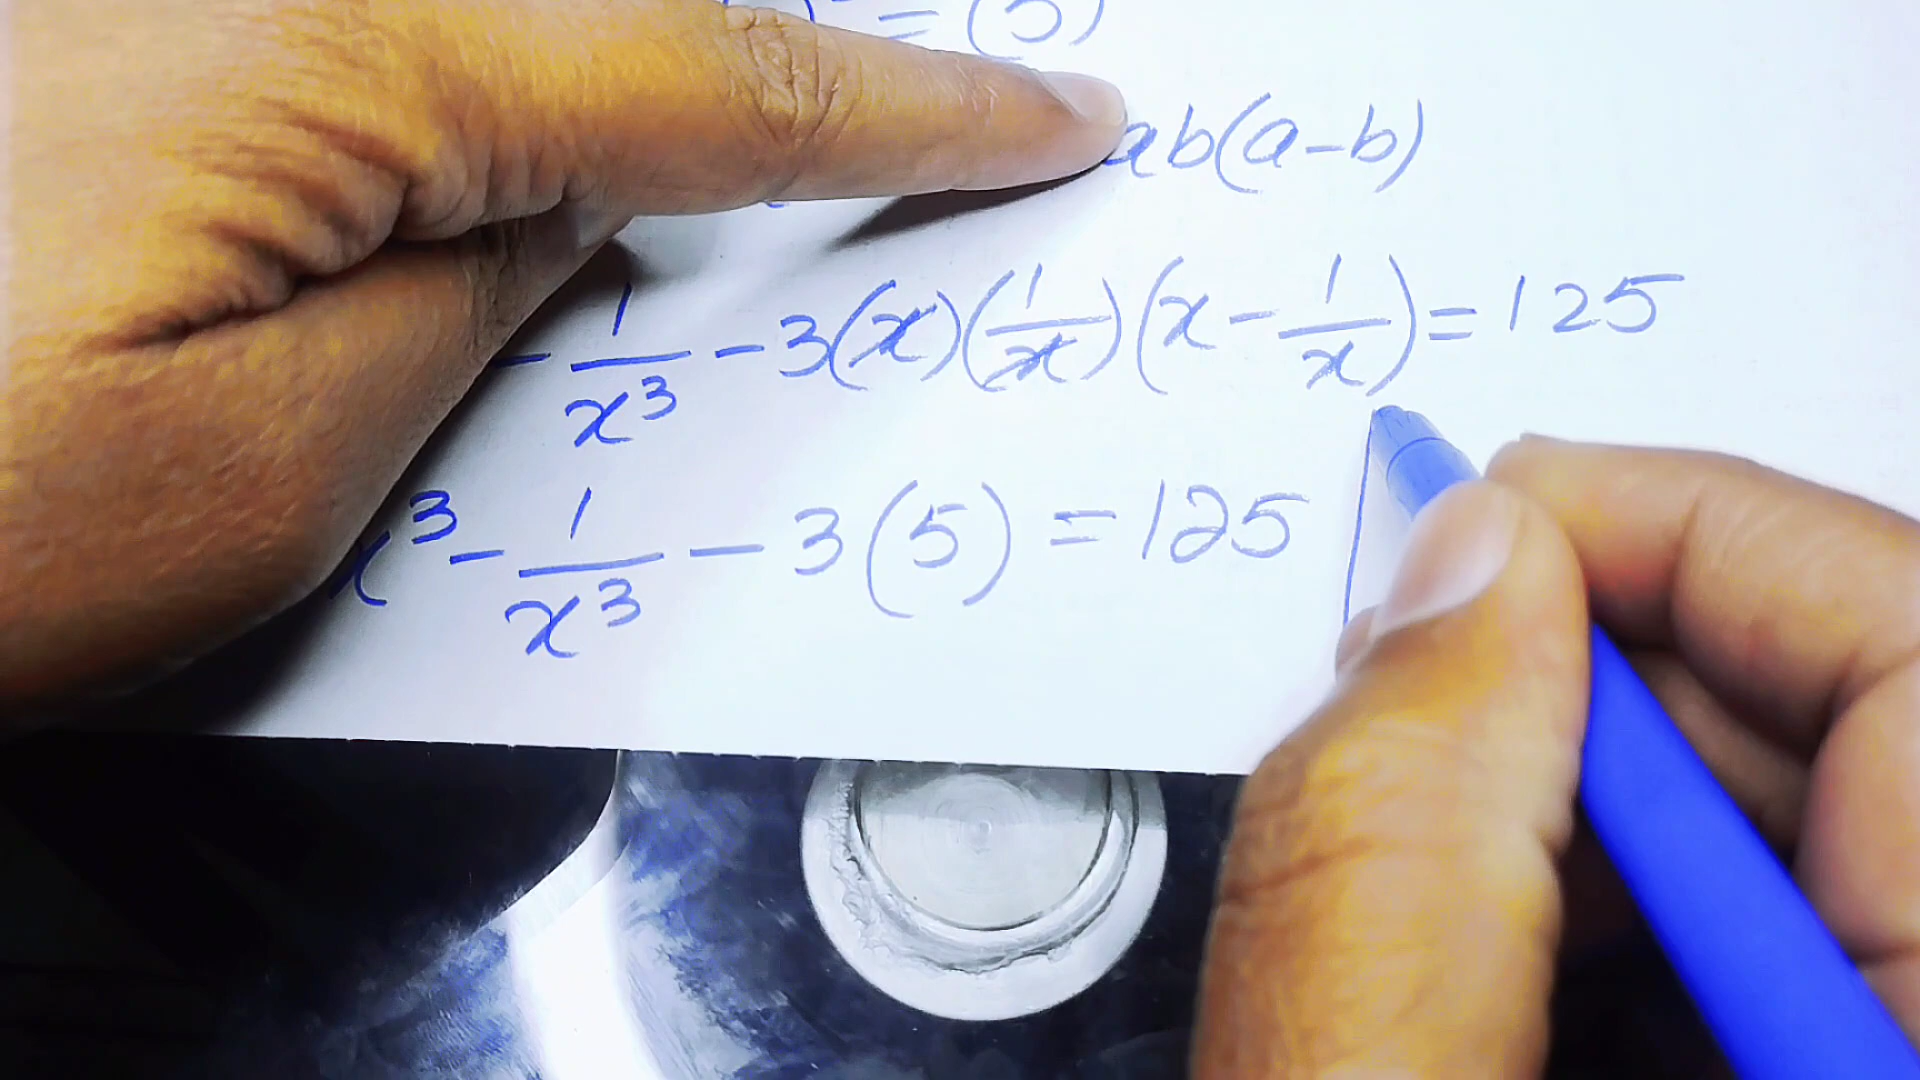 = (5)
ab(a-b)
- 1/x³ - 3(x)(1/x)(x - 1/x) = 125
x³ - 1/x³ - 3(5) = 125